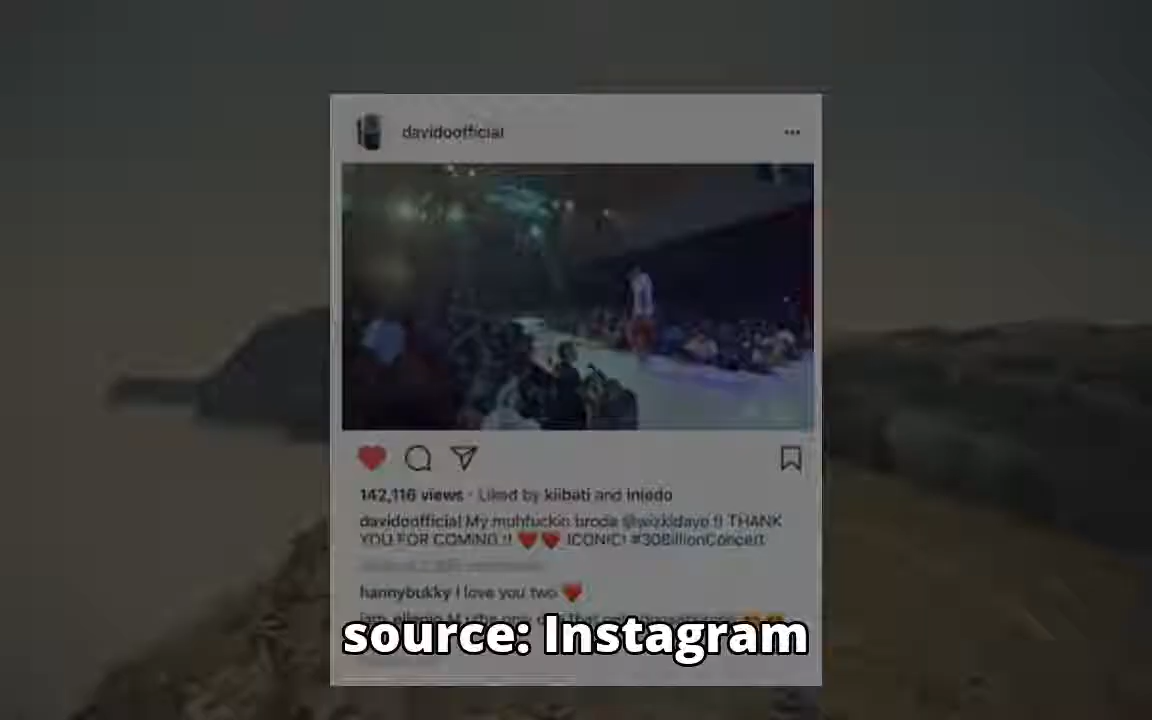 davidoofficial
142,116 views · Liked by kiibati and iniedo
davidoofficial My muhfuckin broda @wizkidayo !! THANK
YOU FOR COMING !! ❤️❤️ ICONIC! #30BillionConcert
hannybukky I love you two ❤️
source: Instagram